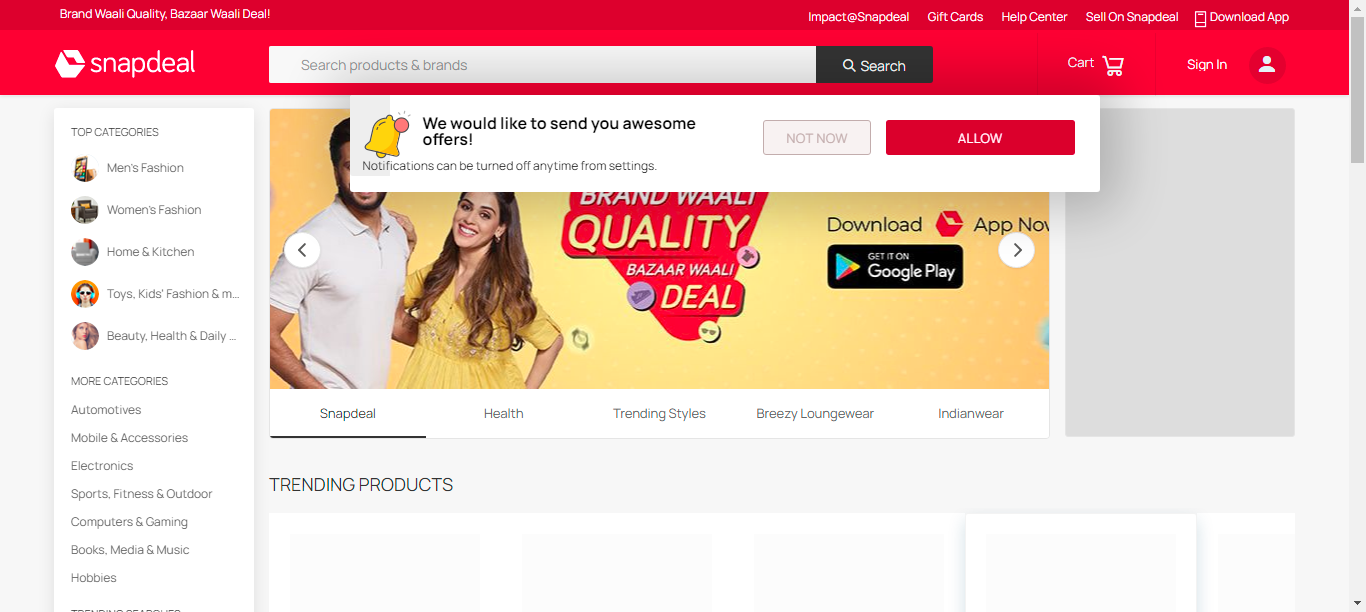 Brand Waali Quality, Bazaar Waali Deal!
Impact@Snapdeal Gift Cards Help Center Sell On Snapdeal Download App
snapdeal
Search products & brands
Search
Cart
Sign In
We would like to send you awesome
offers!
Notifications can be turned off anytime from settings.
NOT NOW
ALLOW
TOP CATEGORIES
Men's Fashion
Women's Fashion
Home & Kitchen
Toys, Kids' Fashion & m...
Beauty, Health & Daily ...
MORE CATEGORIES
Automotives
Mobile & Accessories
Electronics
Sports, Fitness & Outdoor
Computers & Gaming
Books, Media & Music
Hobbies
TRENDING SEARCHES
BRAND WAALI
QUALITY
BAZAAR WAALI
DEAL
Download App Now
GET IT ON
Google Play
Snapdeal Health Trending Styles Breezy Loungewear Indianwear
TRENDING PRODUCTS